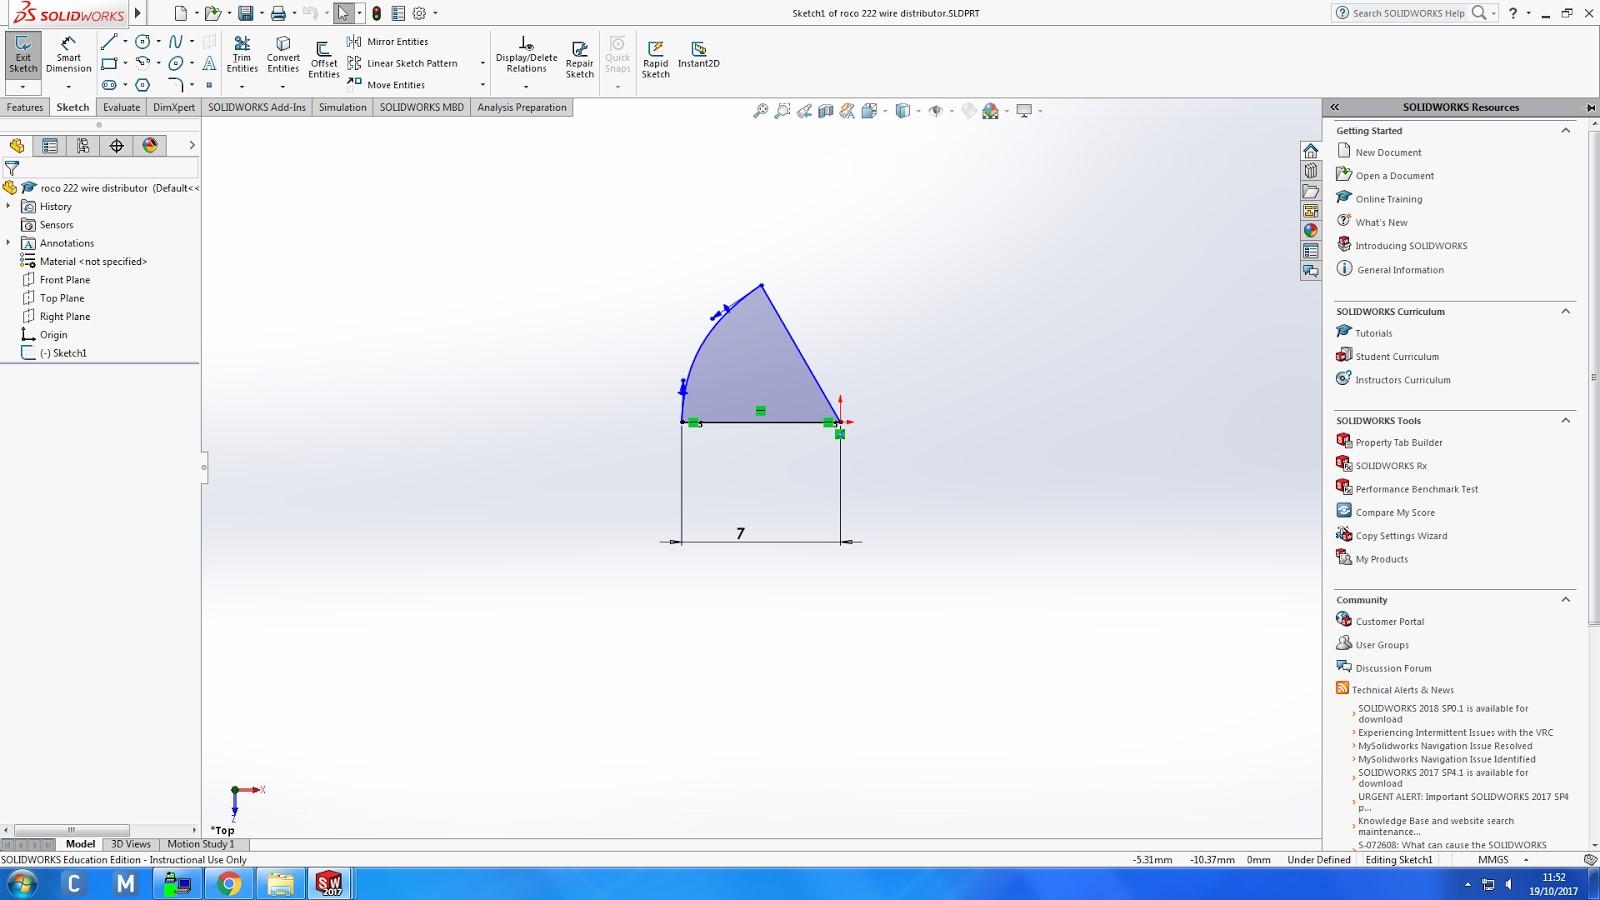 SOLIDWORKS
Sketch1 of roco 222 wire distributor.SLDPRT
Search SOLIDWORKS Help
?
Exit Sketch
Smart Dimension
Trim Entities
Convert Entities
Offset Entities
Mirror Entities
Linear Sketch Pattern
Move Entities
Display/Delete Relations
Repair Sketch
Quick Snaps
Rapid Sketch
Instant2D
Features Sketch Evaluate DimXpert SOLIDWORKS Add-Ins Simulation SOLIDWORKS MBD Analysis Preparation
roco 222 wire distributor (Default<<
History
Sensors
Annotations
Material <not specified>
Front Plane
Top Plane
Right Plane
Origin
(-) Sketch1
7
X
Z
*Top
SOLIDWORKS Resources
Getting Started
New Document
Open a Document
Online Training
What's New
Introducing SOLIDWORKS
General Information
SOLIDWORKS Curriculum
Tutorials
Student Curriculum
Instructors Curriculum
SOLIDWORKS Tools
Property Tab Builder
SOLIDWORKS Rx
Performance Benchmark Test
Compare My Score
Copy Settings Wizard
My Products
Community
Customer Portal
User Groups
Discussion Forum
Technical Alerts & News
SOLIDWORKS 2018 SP0.1 is available for
download
Experiencing Intermittent Issues with the VRC
MySolidworks Navigation Issue Resolved
MySolidworks Navigation Issue Identified
SOLIDWORKS 2017 SP4.1 is available for
download
URGENT ALERT: Important SOLIDWORKS 2017 SP4
p...
Knowledge Base and website search
maintenance...
S-072608: What can cause the SOLIDWORKS
Model 3D Views Motion Study 1
SOLIDWORKS Education Edition - Instructional Use Only
-5.31mm -10.37mm 0mm Under Defined Editing Sketch1 MMGS
C M SW 2017
11:52
19/10/2017